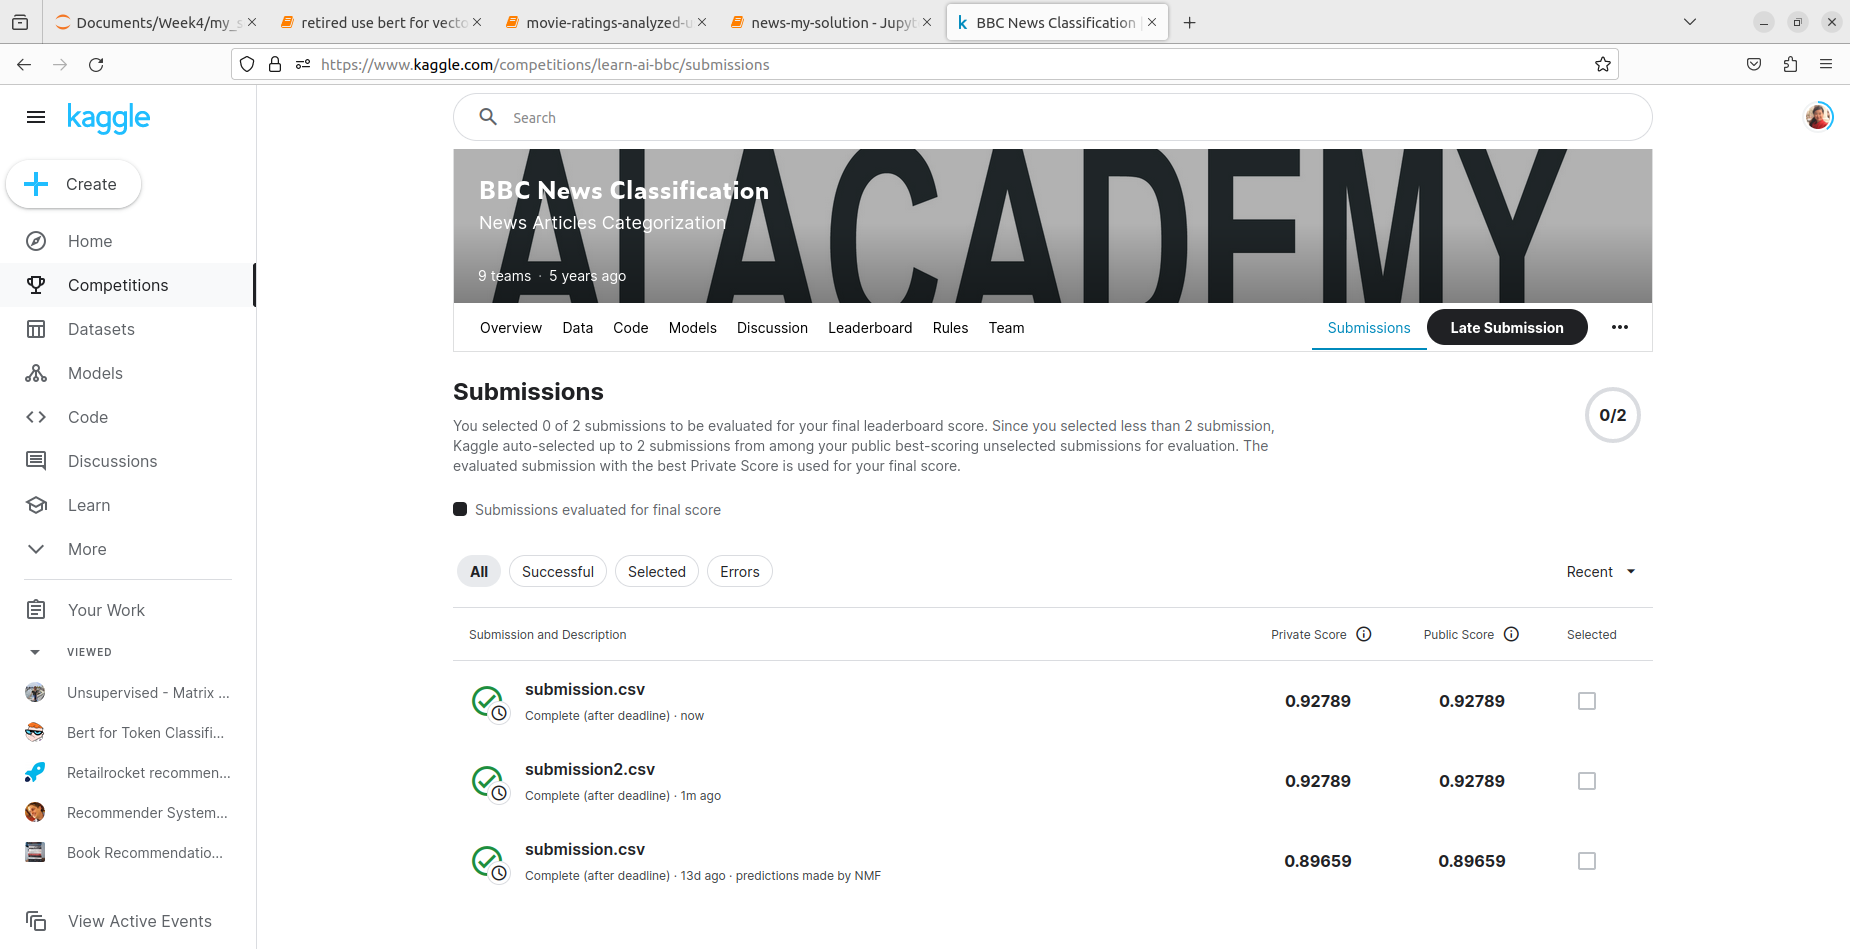 Documents/Week4/my_s
retired use bert for vecto
movie-ratings-analyzed-u
news-my-solution - Jupyt
BBC News Classification
https://www.kaggle.com/competitions/learn-ai-bbc/submissions
kaggle
Search
Create
Home
Competitions
Datasets
Models
Code
Discussions
Learn
More
Your Work
VIEWED
Unsupervised - Matrix ...
Bert for Token Classifi...
Retailrocket recommen...
Recommender System...
Book Recommendatio...
View Active Events
AI ACADEMY
BBC News Classification
News Articles Categorization
9 teams · 5 years ago
Overview Data Code Models Discussion Leaderboard Rules Team Submissions Late Submission
Submissions
You selected 0 of 2 submissions to be evaluated for your final leaderboard score. Since you selected less than 2 submission,
Kaggle auto-selected up to 2 submissions from among your public best-scoring unselected submissions for evaluation. The
evaluated submission with the best Private Score is used for your final score.
0/2
Submissions evaluated for final score
All Successful Selected Errors Recent
Submission and Description Private Score Public Score Selected
submission.csv
Complete (after deadline) · now
0.92789 0.92789
submission2.csv
Complete (after deadline) · 1m ago
0.92789 0.92789
submission.csv
Complete (after deadline) · 13d ago · predictions made by NMF
0.89659 0.89659